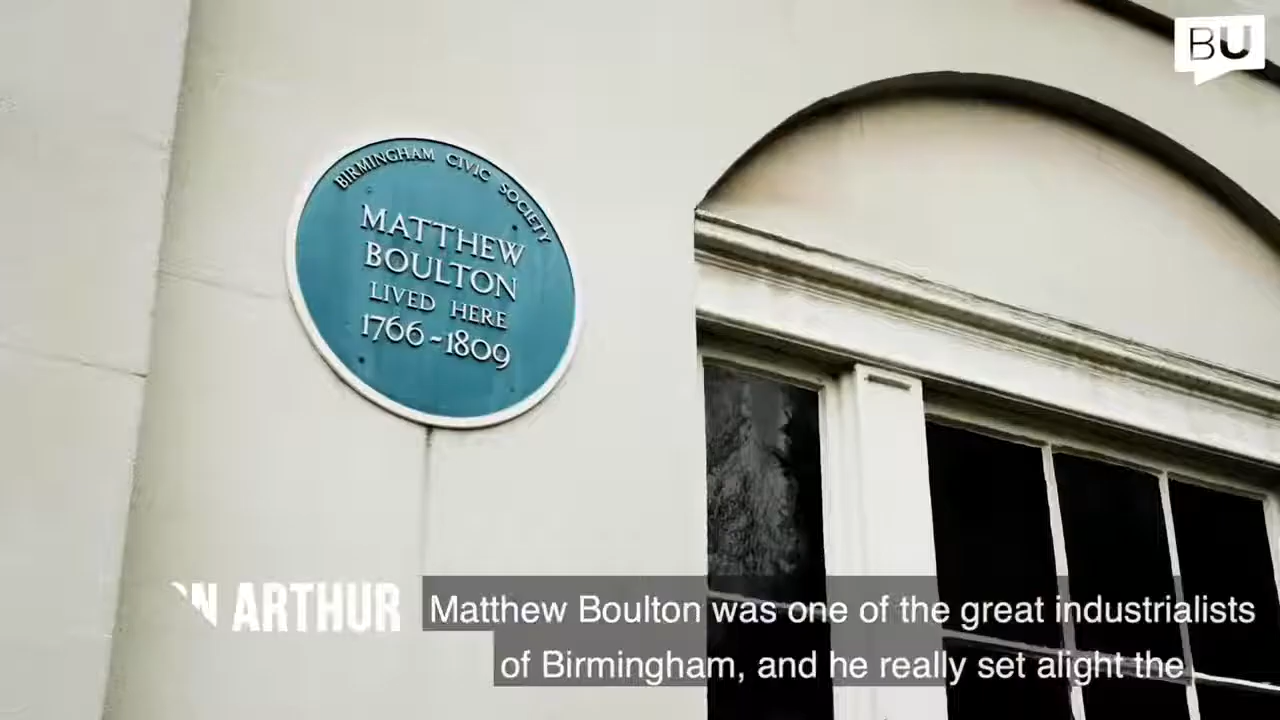 BU
BIRMINGHAM CIVIC SOCIETY
MATTHEW
BOULTON
LIVED HERE
1766~1809
ARTHUR
Matthew Boulton was one of the great industrialists
of Birmingham, and he really set alight the